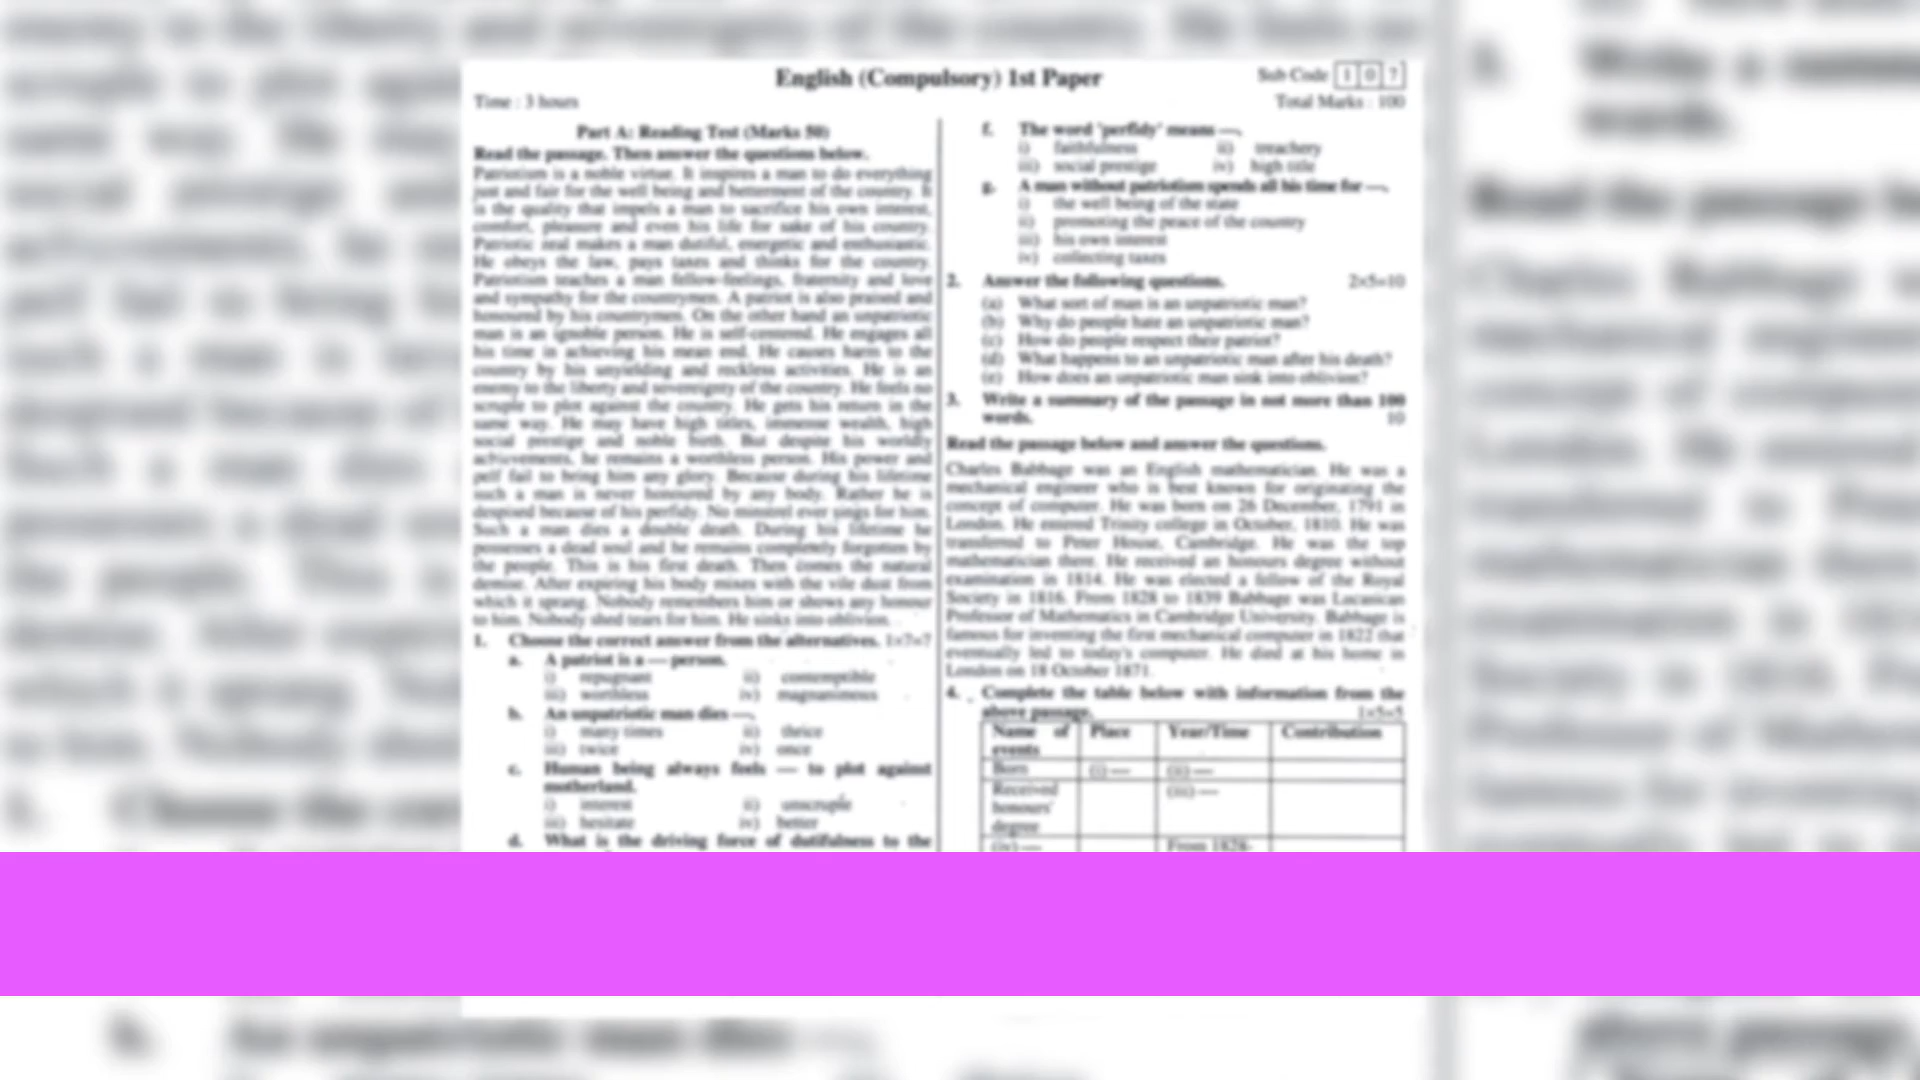 English (Compulsory) 1st Paper
Sub Code 1 0 7
Time : 3 hours
Total Marks : 100
Part A: Reading Test (Marks 50)
Read the passage. Then answer the questions below.
Patriotism is a noble virtue. It inspires a man to do everything
just and fair for the well being and betterment of the country. It
is the quality that impels a man to sacrifice his own interest,
comfort, pleasure and even his life for sake of his country.
Patriotic zeal makes a man dutiful, energetic and enthusiastic.
He obeys the law, pays taxes and thinks for the country.
Patriotism teaches a man fellow-feelings, fraternity and love
and sympathy for the countrymen. A patriot is also praised and
honoured by his countrymen. On the other hand an unpatriotic
man is an ignoble person. He is self-centered. He engages all
his time in achieving his mean end. He causes harm to the
country by his unyielding and reckless activities. He is an
enemy to the liberty and sovereignty of the country. He feels no
scruple to plot against the country. He gets his return in the
same way. He may have high titles, immense wealth, high
social prestige and noble birth. But despite his worldly
achievements, he remains a worthless person. His power and
pelf fail to bring him any glory. Because during his lifetime
such a man is never honoured by any body. Rather he is
despised because of his perfidy. No minstrel ever sings for him.
Such a man dies a double death. During his lifetime he
possesses a dead soul and he remains completely forgotten by
the people. This is his first death. Then comes the natural
demise. After expiring his body mixes with the vile dust from
which it sprang. Nobody remembers him or shows any honour
to him. Nobody shed tears for him. He sinks into oblivion.
1. Choose the correct answer from the alternatives. 1×7=7
a. A patriot is a — person.
i) repugnant ii) contemptible
iii) worthless iv) magnanimous
b. An unpatriotic man dies —.
i) many times ii) thrice
iii) twice iv) once
c. Human being always feels — to plot against
motherland.
i) interest ii) unscruple
iii) hesitate iv) better
d. What is the driving force of dutifulness to the
f. The word 'perfidy' means —.
i) faithfulness ii) treachery
iii) social prestige iv) high title
g. A man without patriotism spends all his time for —.
i) the well being of the state
ii) promoting the peace of the country
iii) his own interest
iv) collecting taxes
2. Answer the following questions. 2×5=10
(a) What sort of man is an unpatriotic man?
(b) Why do people hate an unpatriotic man?
(c) How do people respect their patriot?
(d) What happens to an unpatriotic man after his death?
(e) How does an unpatriotic man sink into oblivion?
3. Write a summary of the passage in not more than 100
words. 10
Read the passage below and answer the questions.
Charles Babbage was an English mathematician. He was a
mechanical engineer who is best known for originating the
concept of computer. He was born on 26 December, 1791 in
London. He entered Trinity college in October, 1810. He was
transferred to Peter House, Cambridge. He was the top
mathematician there. He received an honours degree without
examination in 1814. He was elected a fellow of the Royal
Society in 1816. From 1828 to 1839 Babbage was Lucasian
Professor of Mathematics in Cambridge University. Babbage is
famous for inventing the first mechanical computer in 1822 that
eventually led to today's computer. He died at his home in
London on 18 October 1871.
4. Complete the table below with information from the
above passage. 1×5=5
Name of events Place Year/Time Contribution
Born (i) — (ii) —
Received honours' degree (iii) —
(iv) — From 1828-